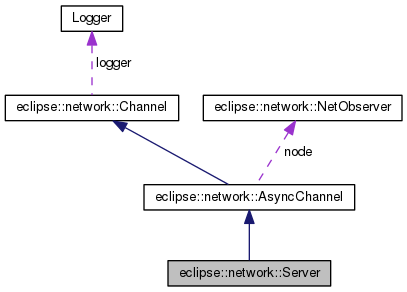 Logger
logger
eclipse::network::Channel
eclipse::network::NetObserver
node
eclipse::network::AsyncChannel
eclipse::network::Server